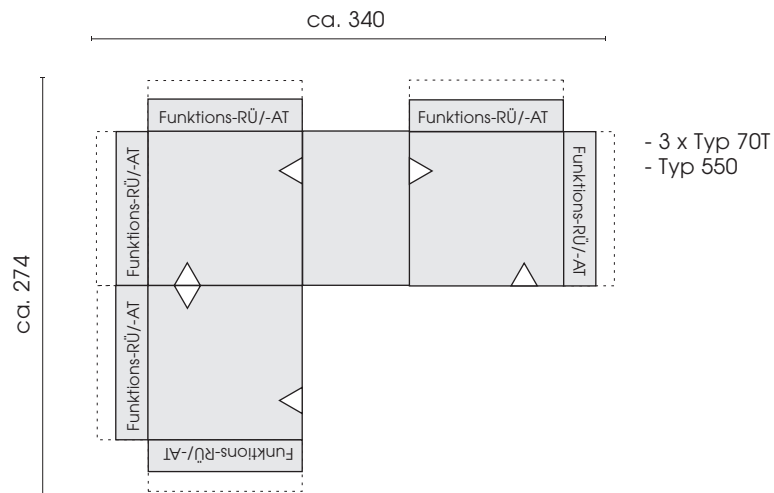 ca. 340
Funktions-RÜ/-AT
Funktions-RÜ/-AT
Funktions-RÜ/-AT
Funktions-RÜ/-AT
- 3 x Typ 70T
- Typ 550
ca. 274
Funktions-RÜ/-AT
Funktions-RÜ/-AT